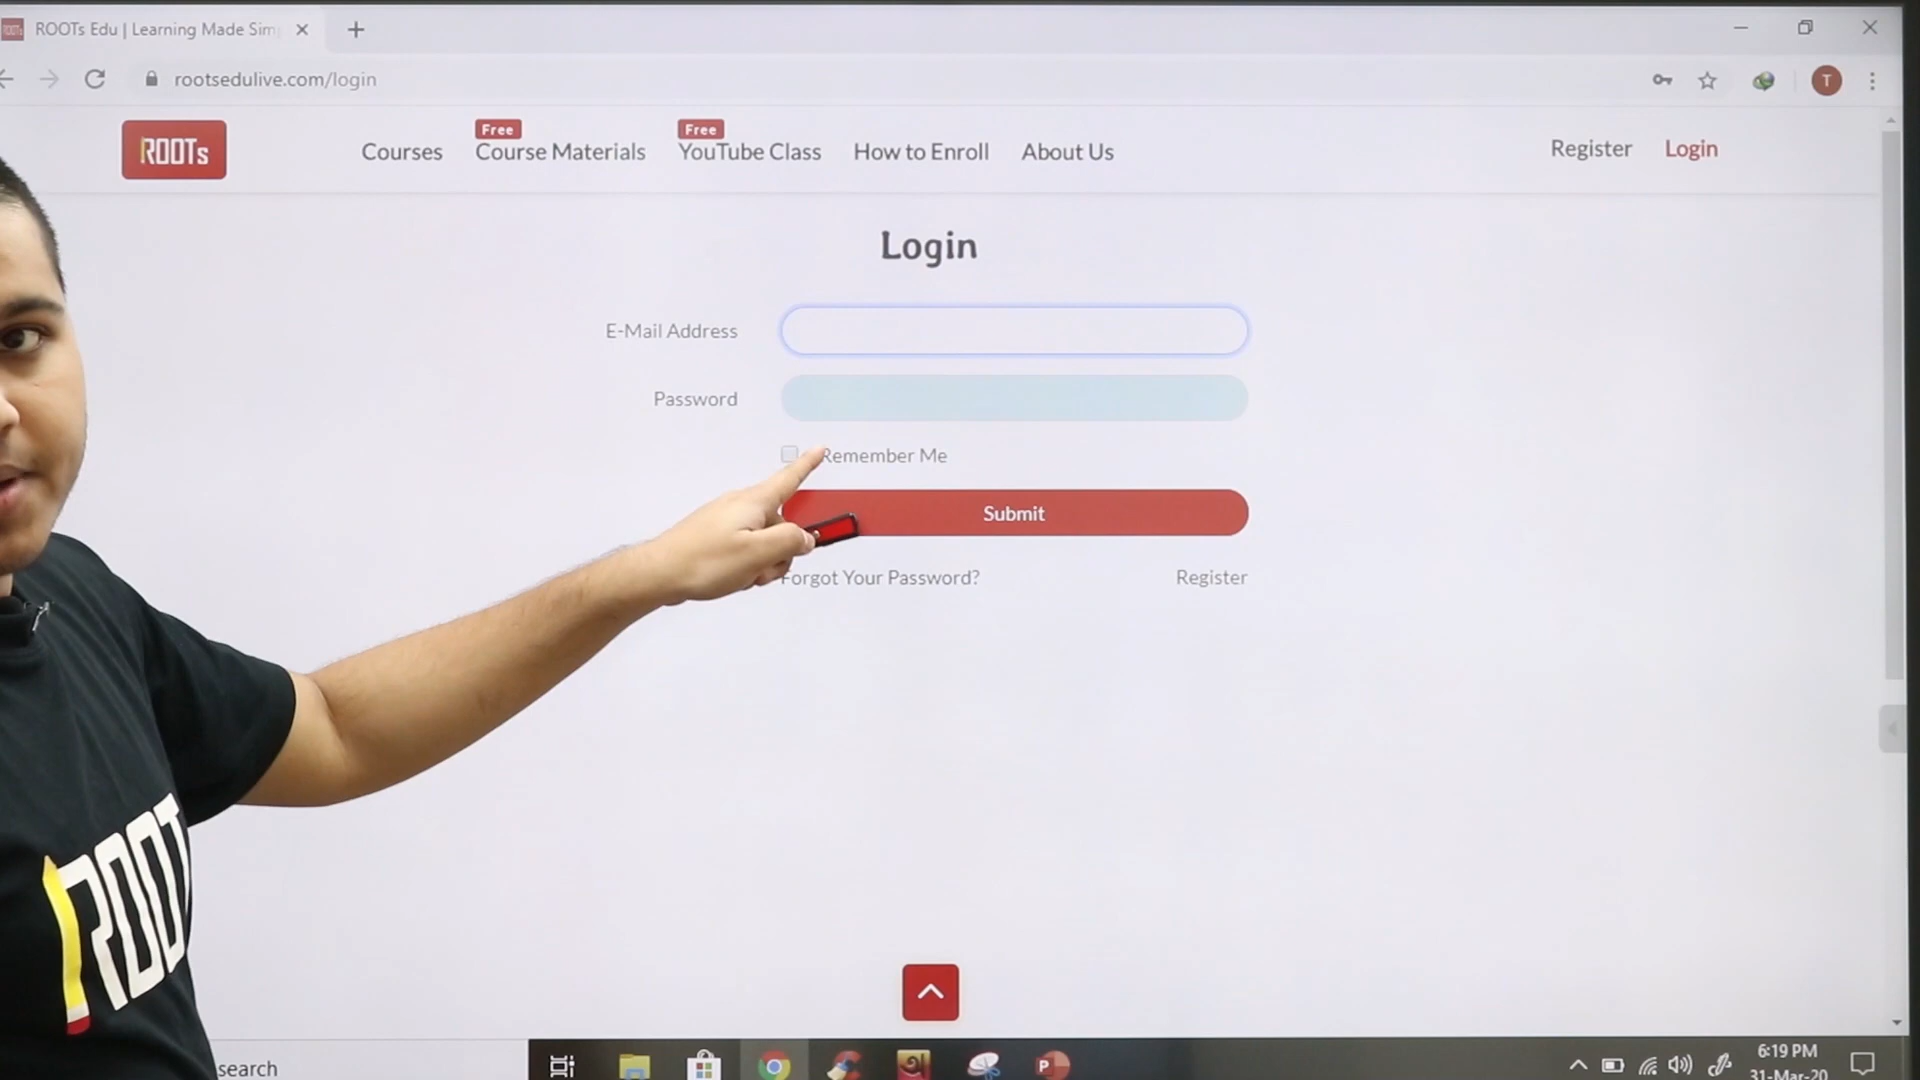 ROOTs Edu | Learning Made Sim
rootsedulive.com/login
T
ROOTs
Courses
Free
Course Materials
Free
YouTube Class
How to Enroll
About Us
Register
Login
Login
E-Mail Address
Password
Remember Me
Submit
Forgot Your Password?
Register
ROOT
search
P
6:19 PM
31-Mar-20